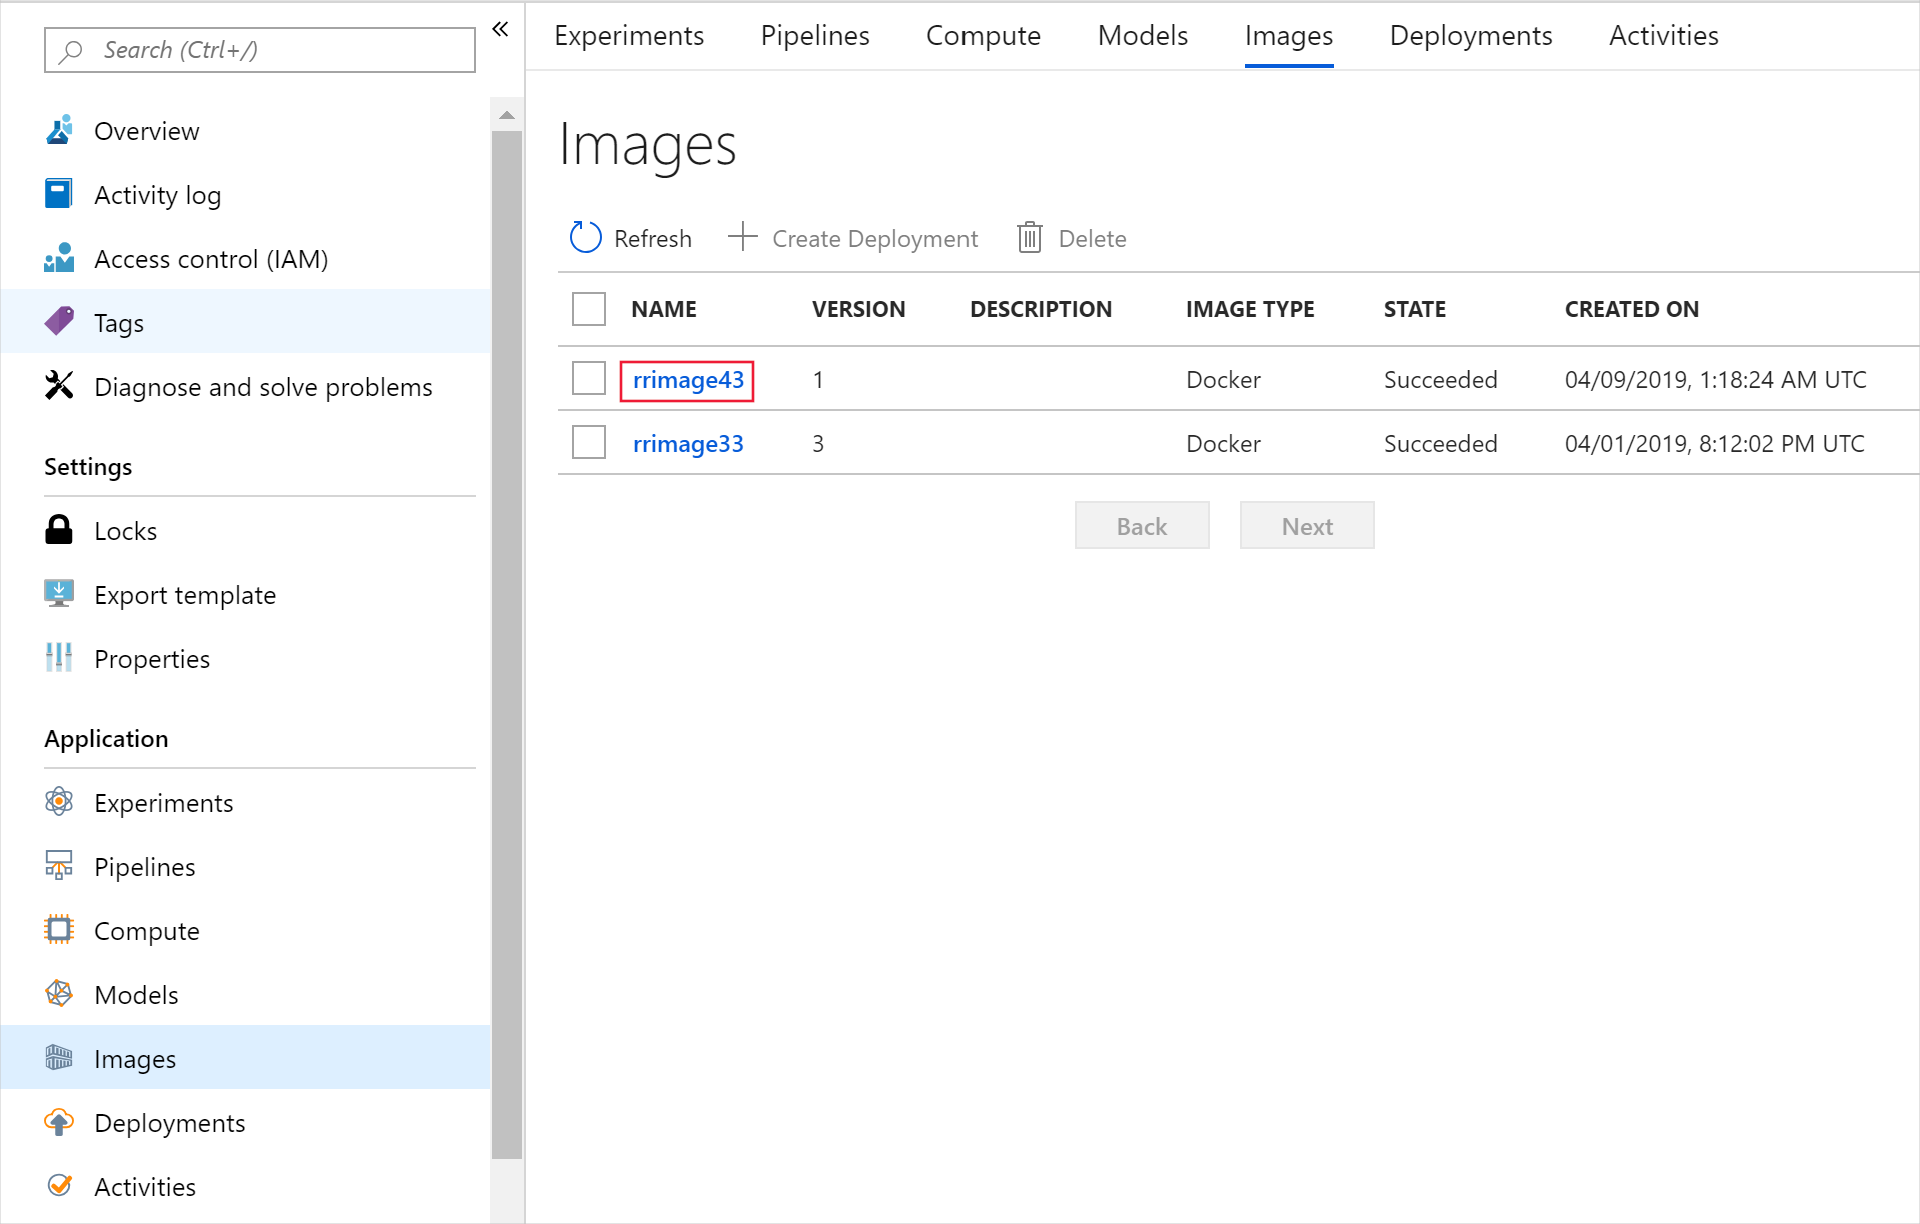 Search (Ctrl+/)
«
Overview
Activity log
Access control (IAM)
Tags
Diagnose and solve problems
Settings
Locks
Export template
Properties
Application
Experiments
Pipelines
Compute
Models
Images
Deployments
Activities
Experiments Pipelines Compute Models Images Deployments Activities
Images
Refresh Create Deployment Delete
NAME VERSION DESCRIPTION IMAGE TYPE STATE CREATED ON
rrimage43 1 Docker Succeeded 04/09/2019, 1:18:24 AM UTC
rrimage33 3 Docker Succeeded 04/01/2019, 8:12:02 PM UTC
Back Next